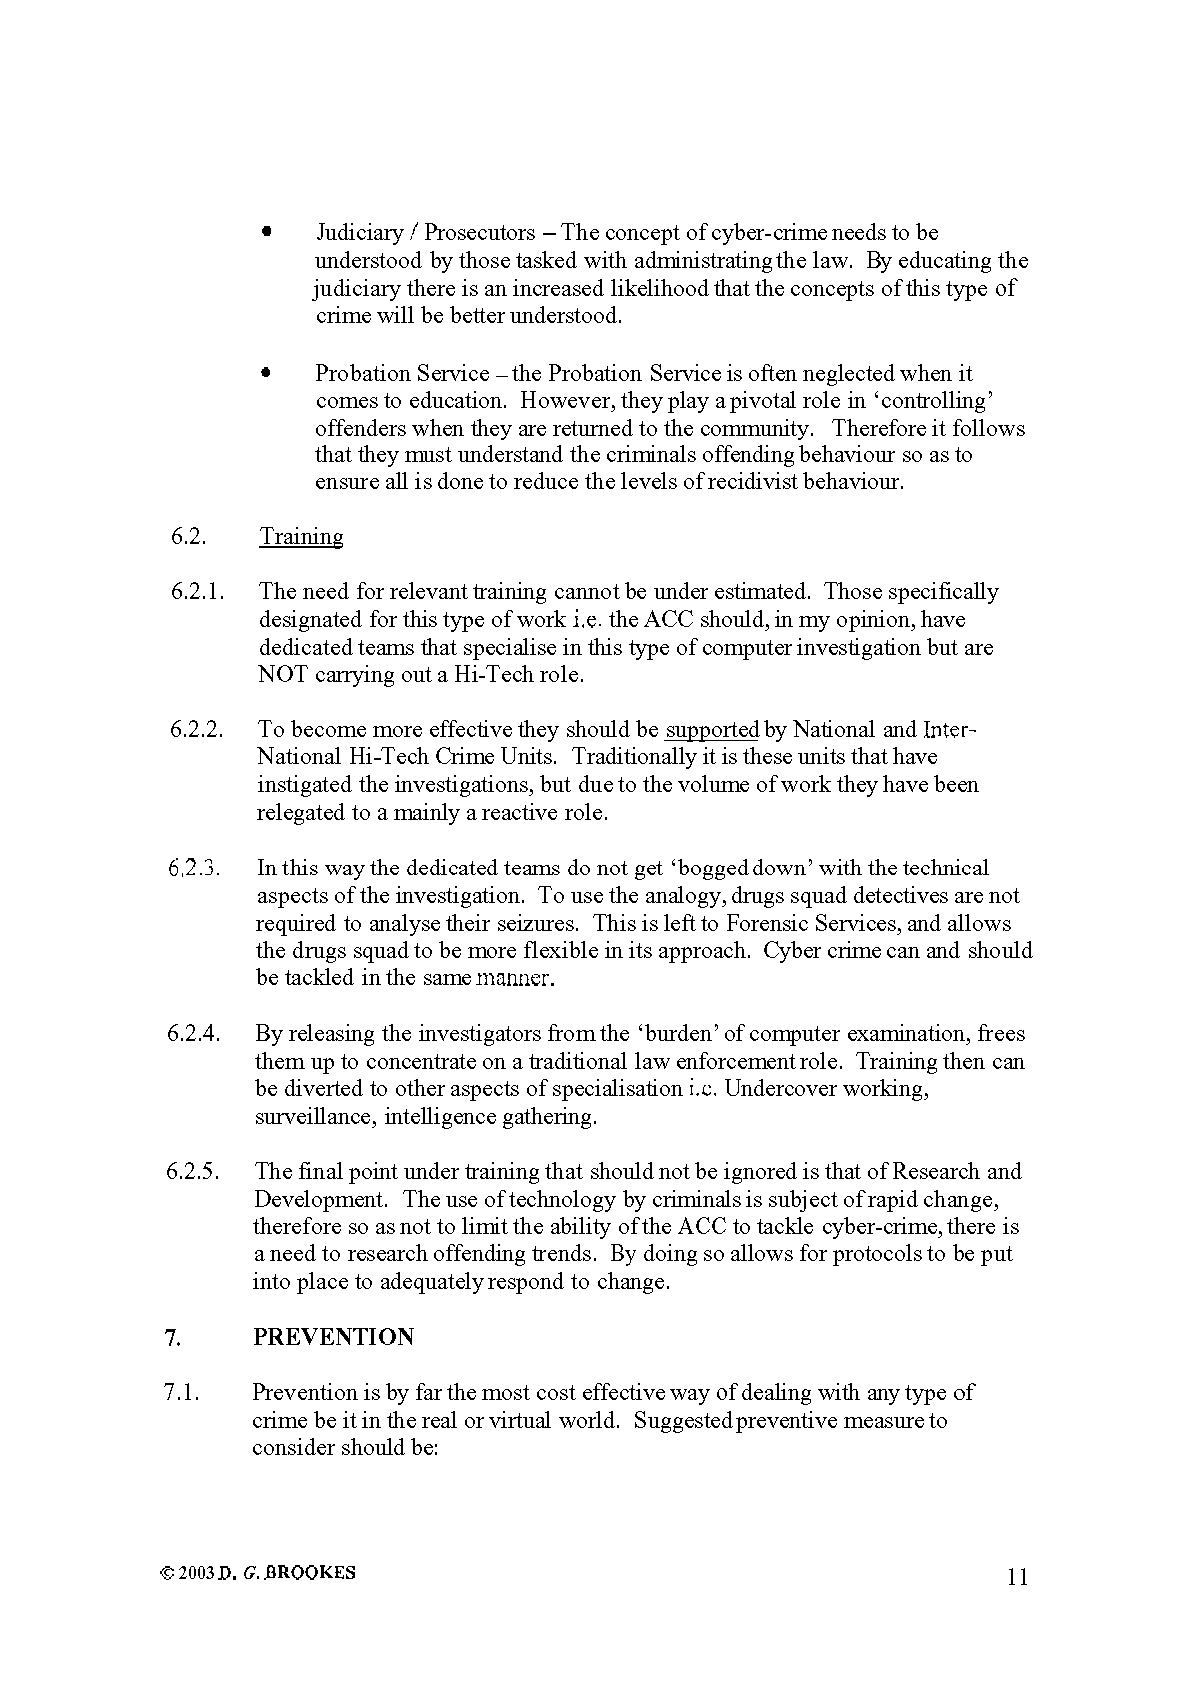 • Judiciary / Prosecutors – The concept of cyber-crime needs to be
understood by those tasked with administrating the law. By educating the
judiciary there is an increased likelihood that the concepts of this type of
crime will be better understood.
• Probation Service – the Probation Service is often neglected when it
comes to education. However, they play a pivotal role in ‘controlling’
offenders when they are returned to the community. Therefore it follows
that they must understand the criminals offending behaviour so as to
ensure all is done to reduce the levels of recidivist behaviour.
6.2. Training
6.2.1. The need for relevant training cannot be under estimated. Those specifically
designated for this type of work i.e. the ACC should, in my opinion, have
dedicated teams that specialise in this type of computer investigation but are
NOT carrying out a Hi-Tech role.
6.2.2. To become more effective they should be supported by National and Inter-
National Hi-Tech Crime Units. Traditionally it is these units that have
instigated the investigations, but due to the volume of work they have been
relegated to a mainly a reactive role.
6.2.3. In this way the dedicated teams do not get ‘bogged down’ with the technical
aspects of the investigation. To use the analogy, drugs squad detectives are not
required to analyse their seizures. This is left to Forensic Services, and allows
the drugs squad to be more flexible in its approach. Cyber crime can and should
be tackled in the same manner.
6.2.4. By releasing the investigators from the ‘burden’ of computer examination, frees
them up to concentrate on a traditional law enforcement role. Training then can
be diverted to other aspects of specialisation i.e. Undercover working,
surveillance, intelligence gathering.
6.2.5. The final point under training that should not be ignored is that of Research and
Development. The use of technology by criminals is subject of rapid change,
therefore so as not to limit the ability of the ACC to tackle cyber-crime, there is
a need to research offending trends. By doing so allows for protocols to be put
into place to adequately respond to change.
7. PREVENTION
7.1. Prevention is by far the most cost effective way of dealing with any type of
crime be it in the real or virtual world. Suggested preventive measure to
consider should be:
© 2003 D. G. BROOKES 11